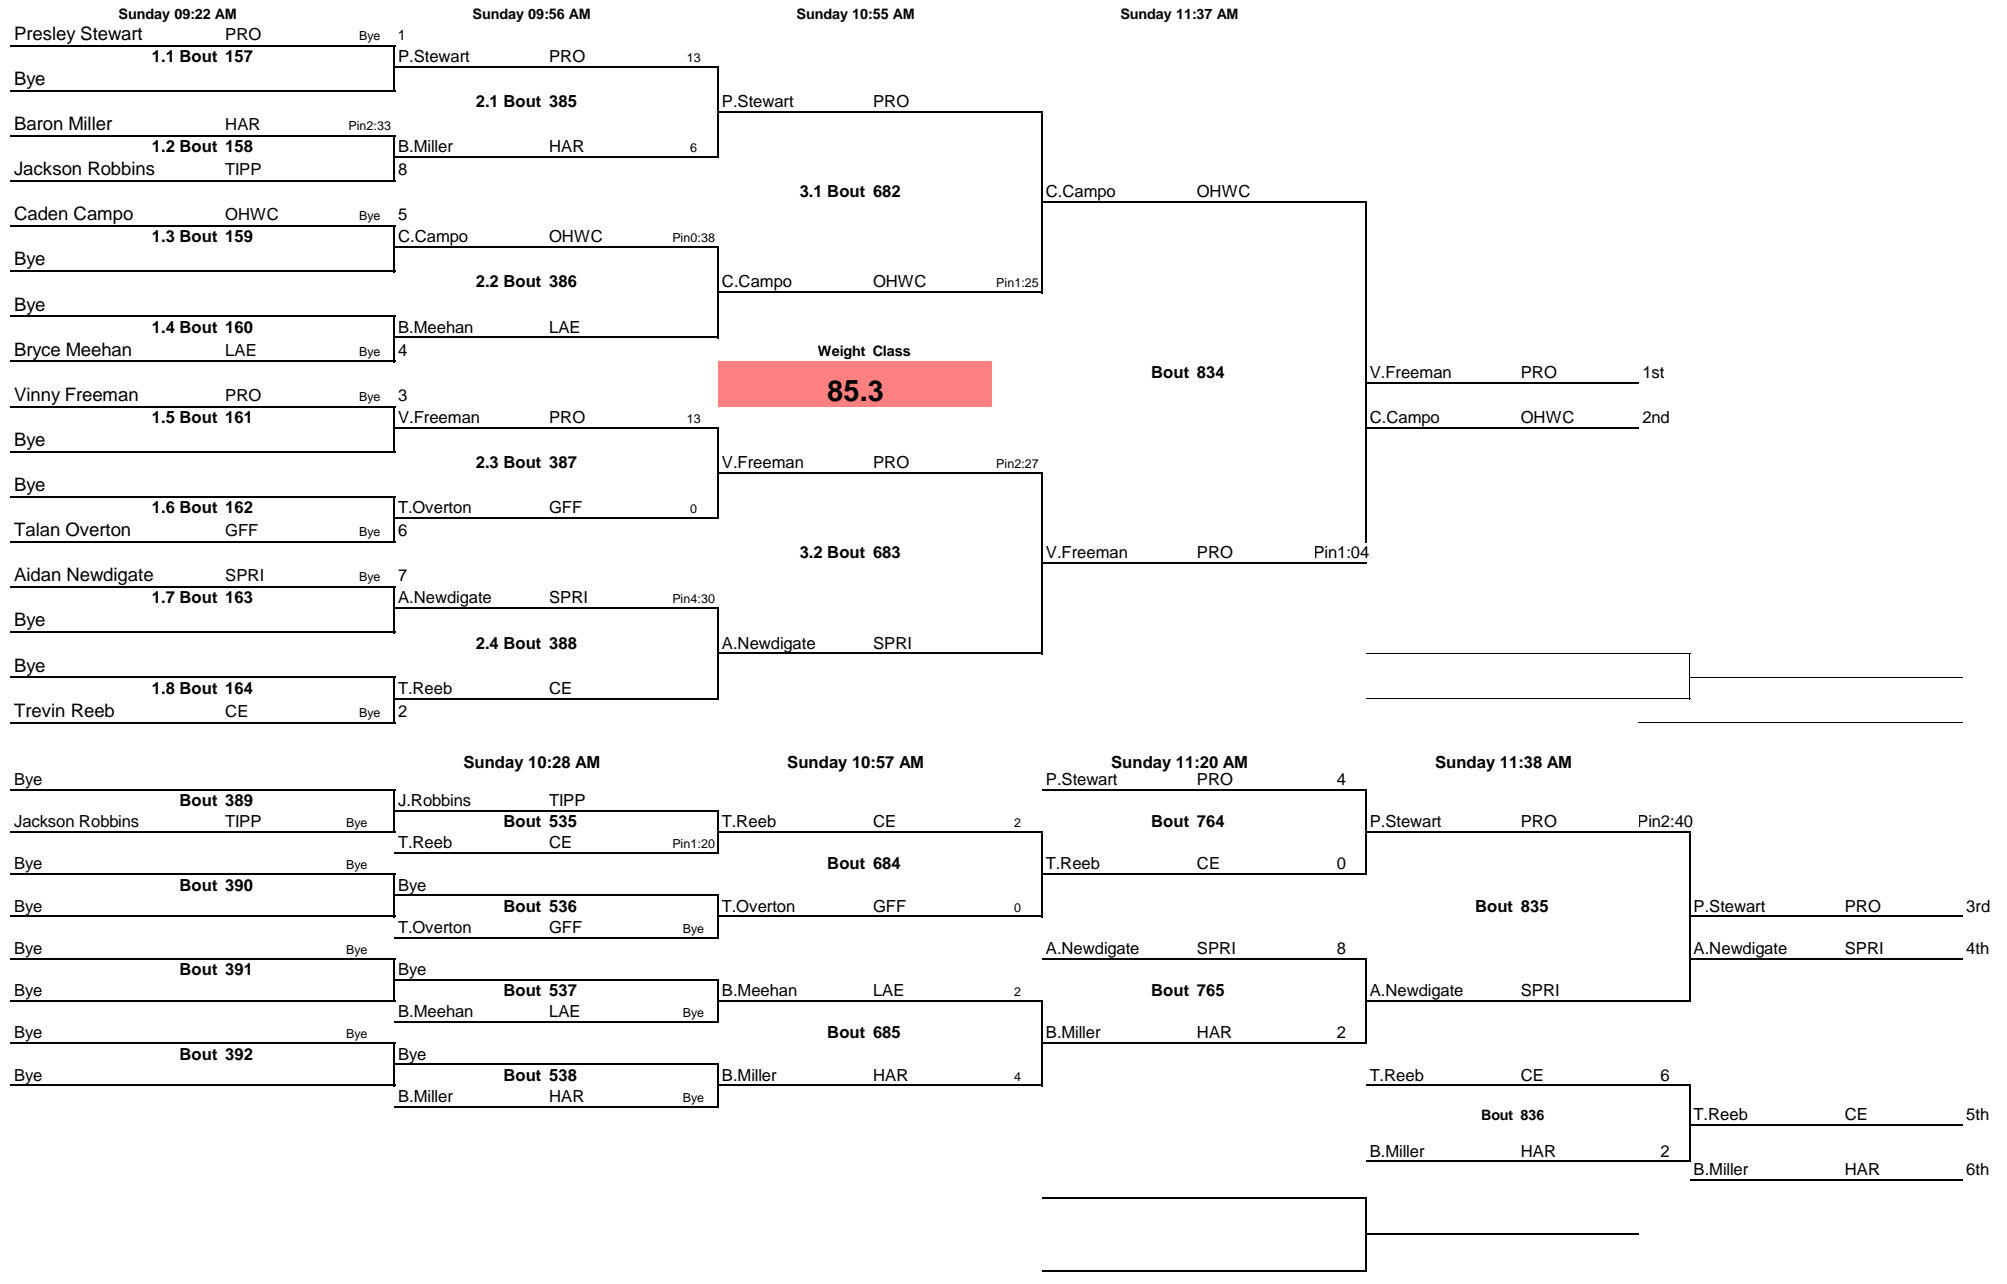 Sunday 09:22 AM Sunday 09:56 AM Sunday 10:55 AM Sunday 11:37 AM
Presley Stewart PRO Bye 1
1.1 Bout 157 P.Stewart PRO 13
Bye
2.1 Bout 385 P.Stewart PRO
Baron Miller HAR Pin2:33
1.2 Bout 158 B.Miller HAR 6
Jackson Robbins TIPP 8
3.1 Bout 682 C.Campo OHWC
Caden Campo OHWC Bye 5
1.3 Bout 159 C.Campo OHWC Pin0:38
Bye
2.2 Bout 386 C.Campo OHWC Pin1:25
Bye
1.4 Bout 160 B.Meehan LAE
Bryce Meehan LAE Bye 4 Weight Class
Bout 834 V.Freeman PRO 1st
85.3
Vinny Freeman PRO Bye 3
1.5 Bout 161 V.Freeman PRO 13 C.Campo OHWC 2nd
Bye
2.3 Bout 387 V.Freeman PRO Pin2:27
Bye
1.6 Bout 162 T.Overton GFF 0
Talan Overton GFF Bye 6
3.2 Bout 683 V.Freeman PRO Pin1:04
Aidan Newdigate SPRI Bye 7
1.7 Bout 163 A.Newdigate SPRI Pin4:30
Bye
2.4 Bout 388 A.Newdigate SPRI
Bye
1.8 Bout 164 T.Reeb CE
Trevin Reeb CE Bye 2
Sunday 10:28 AM Sunday 10:57 AM Sunday 11:20 AM Sunday 11:38 AM
Bye P.Stewart PRO 4
Bout 389 J.Robbins TIPP
Jackson Robbins TIPP Bye Bout 535 T.Reeb CE 2 Bout 764 P.Stewart PRO Pin2:40
T.Reeb CE Pin1:20
Bye Bye Bout 684 T.Reeb CE 0
Bout 390 Bye
Bye Bout 536 T.Overton GFF 0 Bout 835 P.Stewart PRO 3rd
T.Overton GFF Bye
Bye Bye A.Newdigate SPRI 8 A.Newdigate SPRI 4th
Bout 391 Bye
Bye Bout 537 B.Meehan LAE 2 Bout 765 A.Newdigate SPRI
B.Meehan LAE Bye
Bye Bye Bout 685 B.Miller HAR 2
Bout 392 Bye
Bye Bout 538 B.Miller HAR 4 T.Reeb CE 6
B.Miller HAR Bye
Bout 836 T.Reeb CE 5th
B.Miller HAR 2
B.Miller HAR 6th